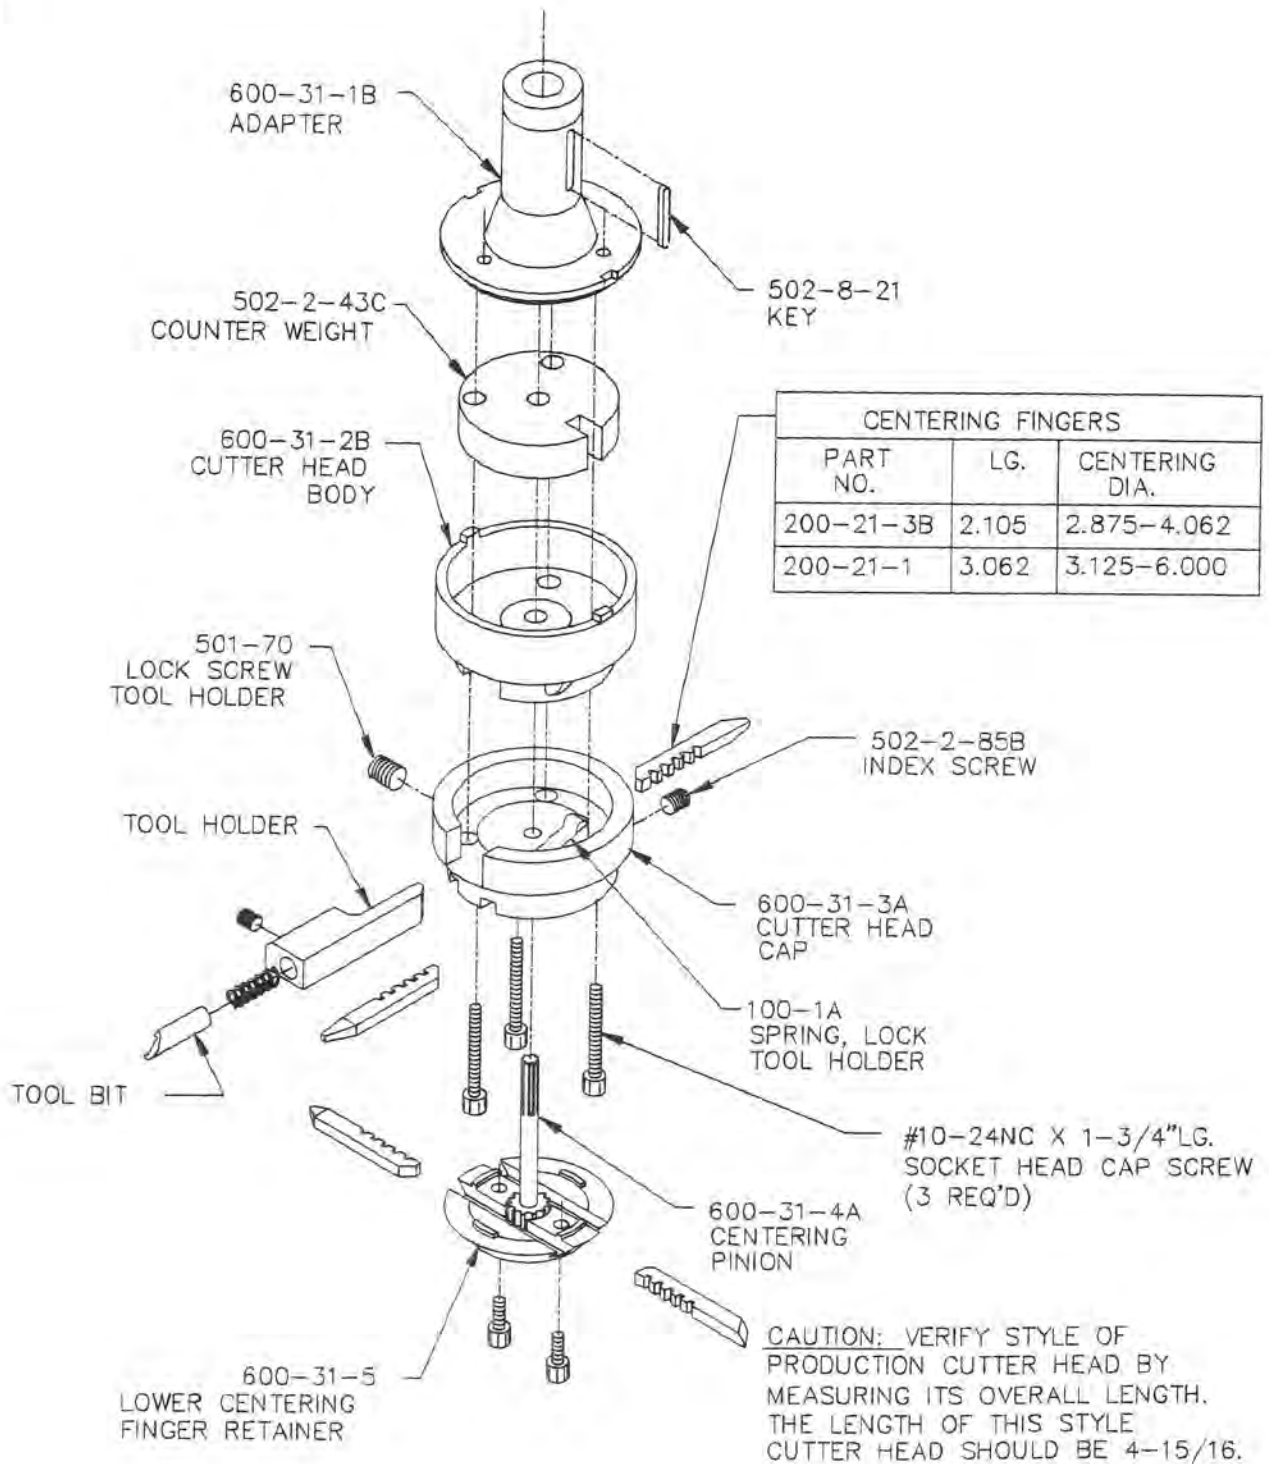 600-31-1B
ADAPTER
502-8-21
KEY
502-2-43C
COUNTER WEIGHT
CENTERING FINGERS
PART NO. LG. CENTERING DIA.
200-21-3B 2.105 2.875-4.062
200-21-1 3.062 3.125-6.000
600-31-2B
CUTTER HEAD
BODY
501-70
LOCK SCREW
TOOL HOLDER
502-2-85B
INDEX SCREW
TOOL HOLDER
600-31-3A
CUTTER HEAD
CAP
100-1A
SPRING, LOCK
TOOL HOLDER
TOOL BIT
#10-24NC X 1-3/4"LG.
SOCKET HEAD CAP SCREW
(3 REQ'D)
600-31-4A
CENTERING
PINION
600-31-5
LOWER CENTERING
FINGER RETAINER
CAUTION: VERIFY STYLE OF
PRODUCTION CUTTER HEAD BY
MEASURING ITS OVERALL LENGTH.
THE LENGTH OF THIS STYLE
CUTTER HEAD SHOULD BE 4-15/16.